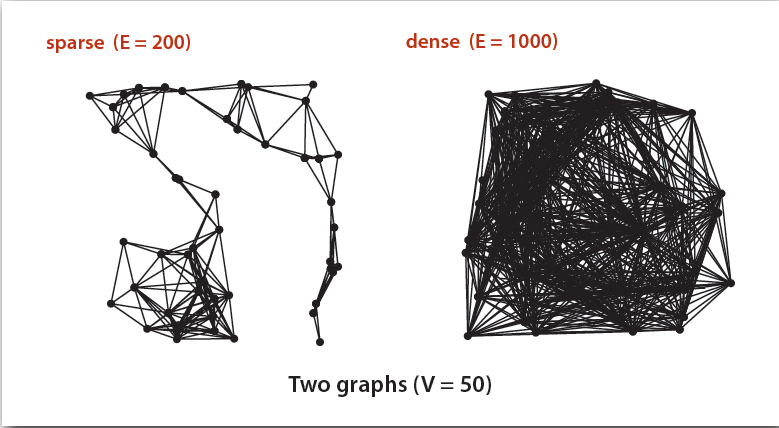 sparse (E = 200)
dense (E = 1000)
Two graphs (V = 50)